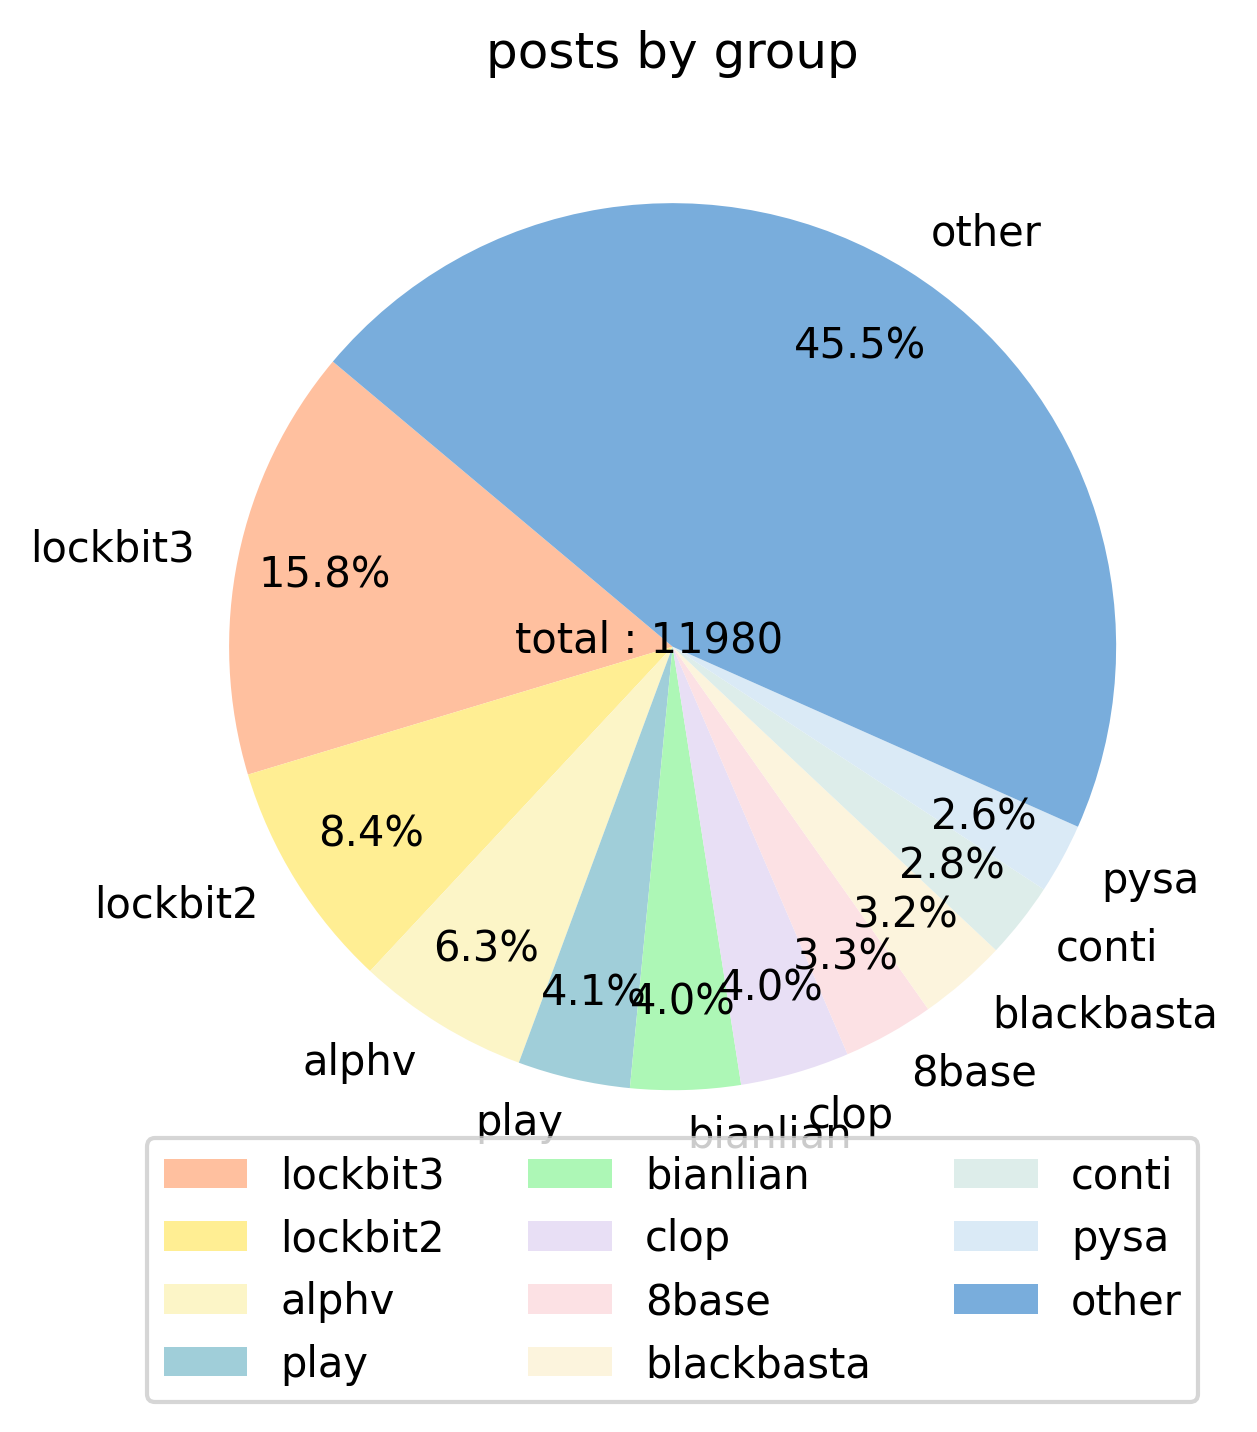 posts by group
other
45.5%
lockbit3
15.8%
total : 11980
8.4%
2.6%
2.8%
pysa
lockbit2
3.2%
6.3%
3.3%
conti
4.1%
4.0%
4.0%
blackbasta
alphv
8base
play
bianlian
clop
lockbit3
lockbit2
alphv
play
bianlian
clop
8base
blackbasta
conti
pysa
other